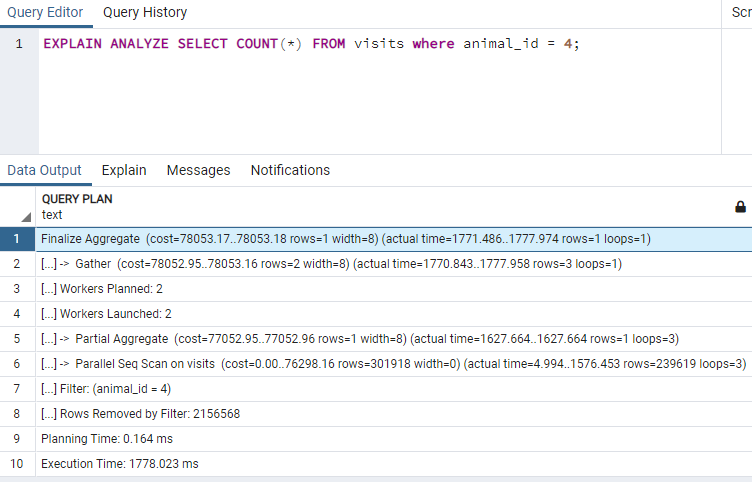 Query Editor Query History Scr
1 EXPLAIN ANALYZE SELECT COUNT(*) FROM visits where animal_id = 4;
Data Output Explain Messages Notifications
QUERY PLAN
text
1 Finalize Aggregate (cost=78053.17..78053.18 rows=1 width=8) (actual time=1771.486..1777.974 rows=1 loops=1)
2 [...] -> Gather (cost=78052.95..78053.16 rows=2 width=8) (actual time=1770.843..1777.958 rows=3 loops=1)
3 [...] Workers Planned: 2
4 [...] Workers Launched: 2
5 [...] -> Partial Aggregate (cost=77052.95..77052.96 rows=1 width=8) (actual time=1627.664..1627.664 rows=1 loops=3)
6 [...] -> Parallel Seq Scan on visits (cost=0.00..76298.16 rows=301918 width=0) (actual time=4.994..1576.453 rows=239619 loops=3)
7 [...] Filter: (animal_id = 4)
8 [...] Rows Removed by Filter: 2156568
9 Planning Time: 0.164 ms
10 Execution Time: 1778.023 ms